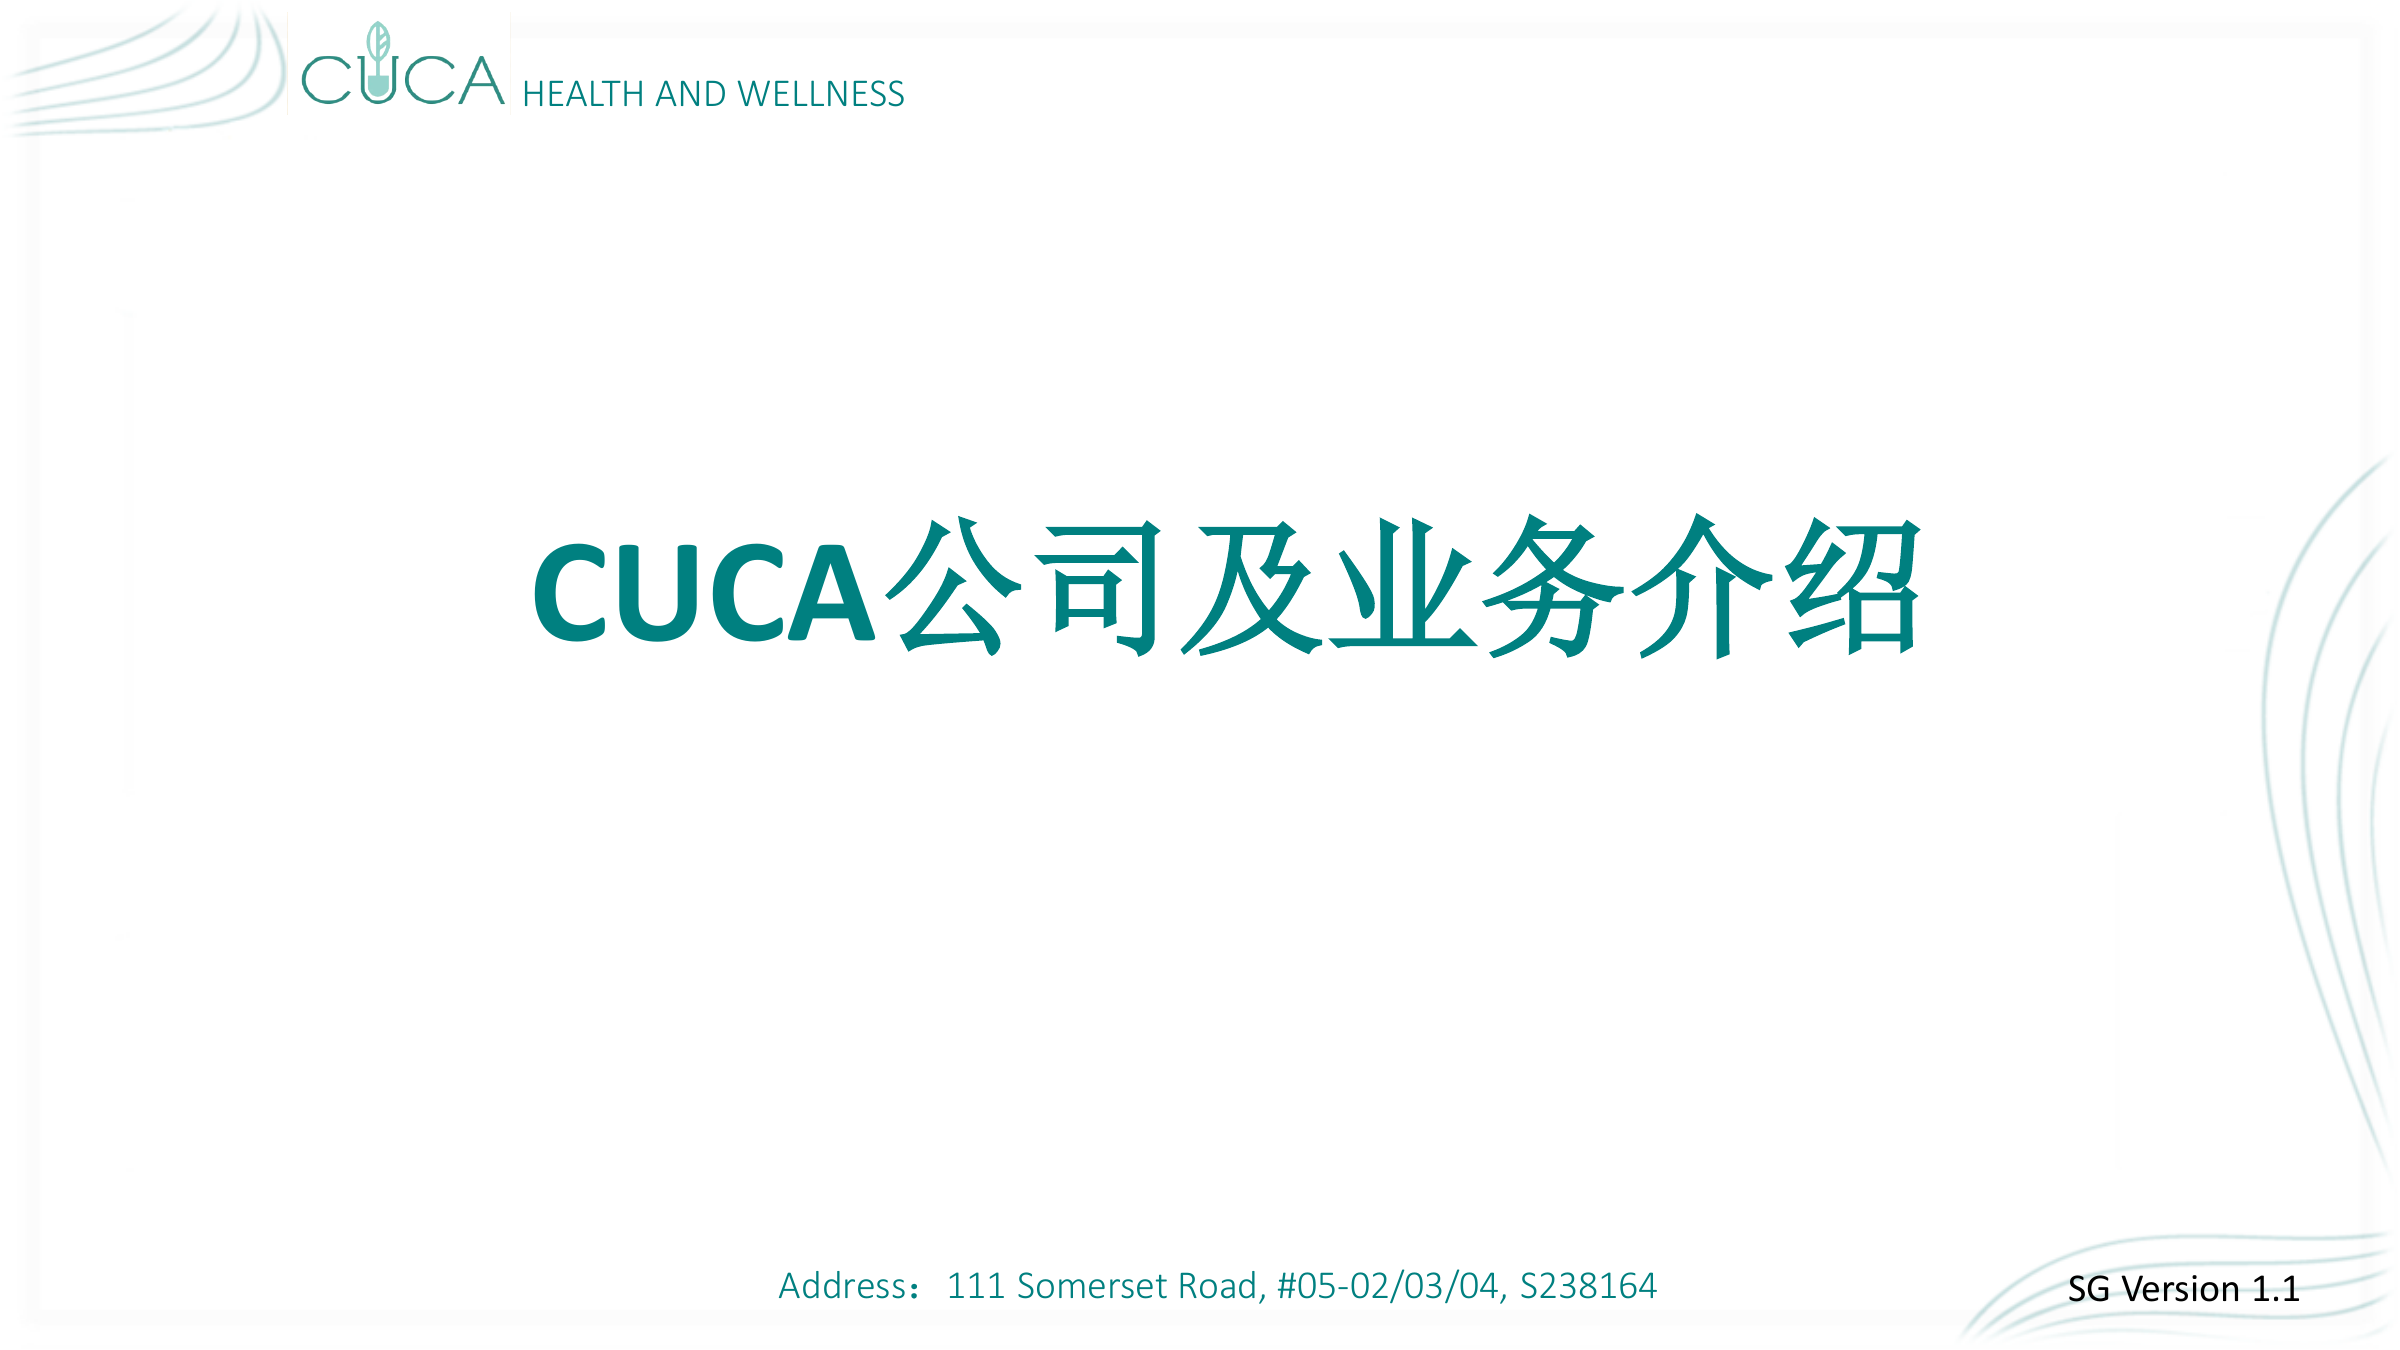 CUCA HEALTH AND WELLNESS
CUCA公司及业务介绍
Address：111 Somerset Road, #05-02/03/04, S238164
SG Version 1.1